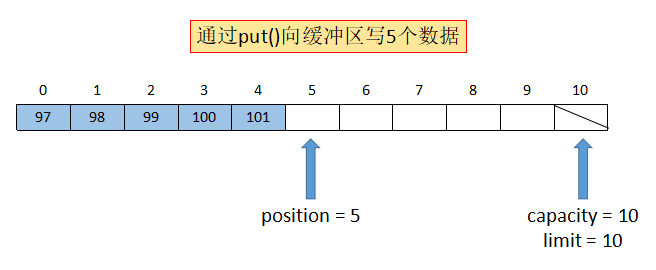 通过put()向缓冲区写5个数据
0 1 2 3 4 5 6 7 8 9 10
97 98 99 100 101
position = 5
capacity = 10
limit = 10